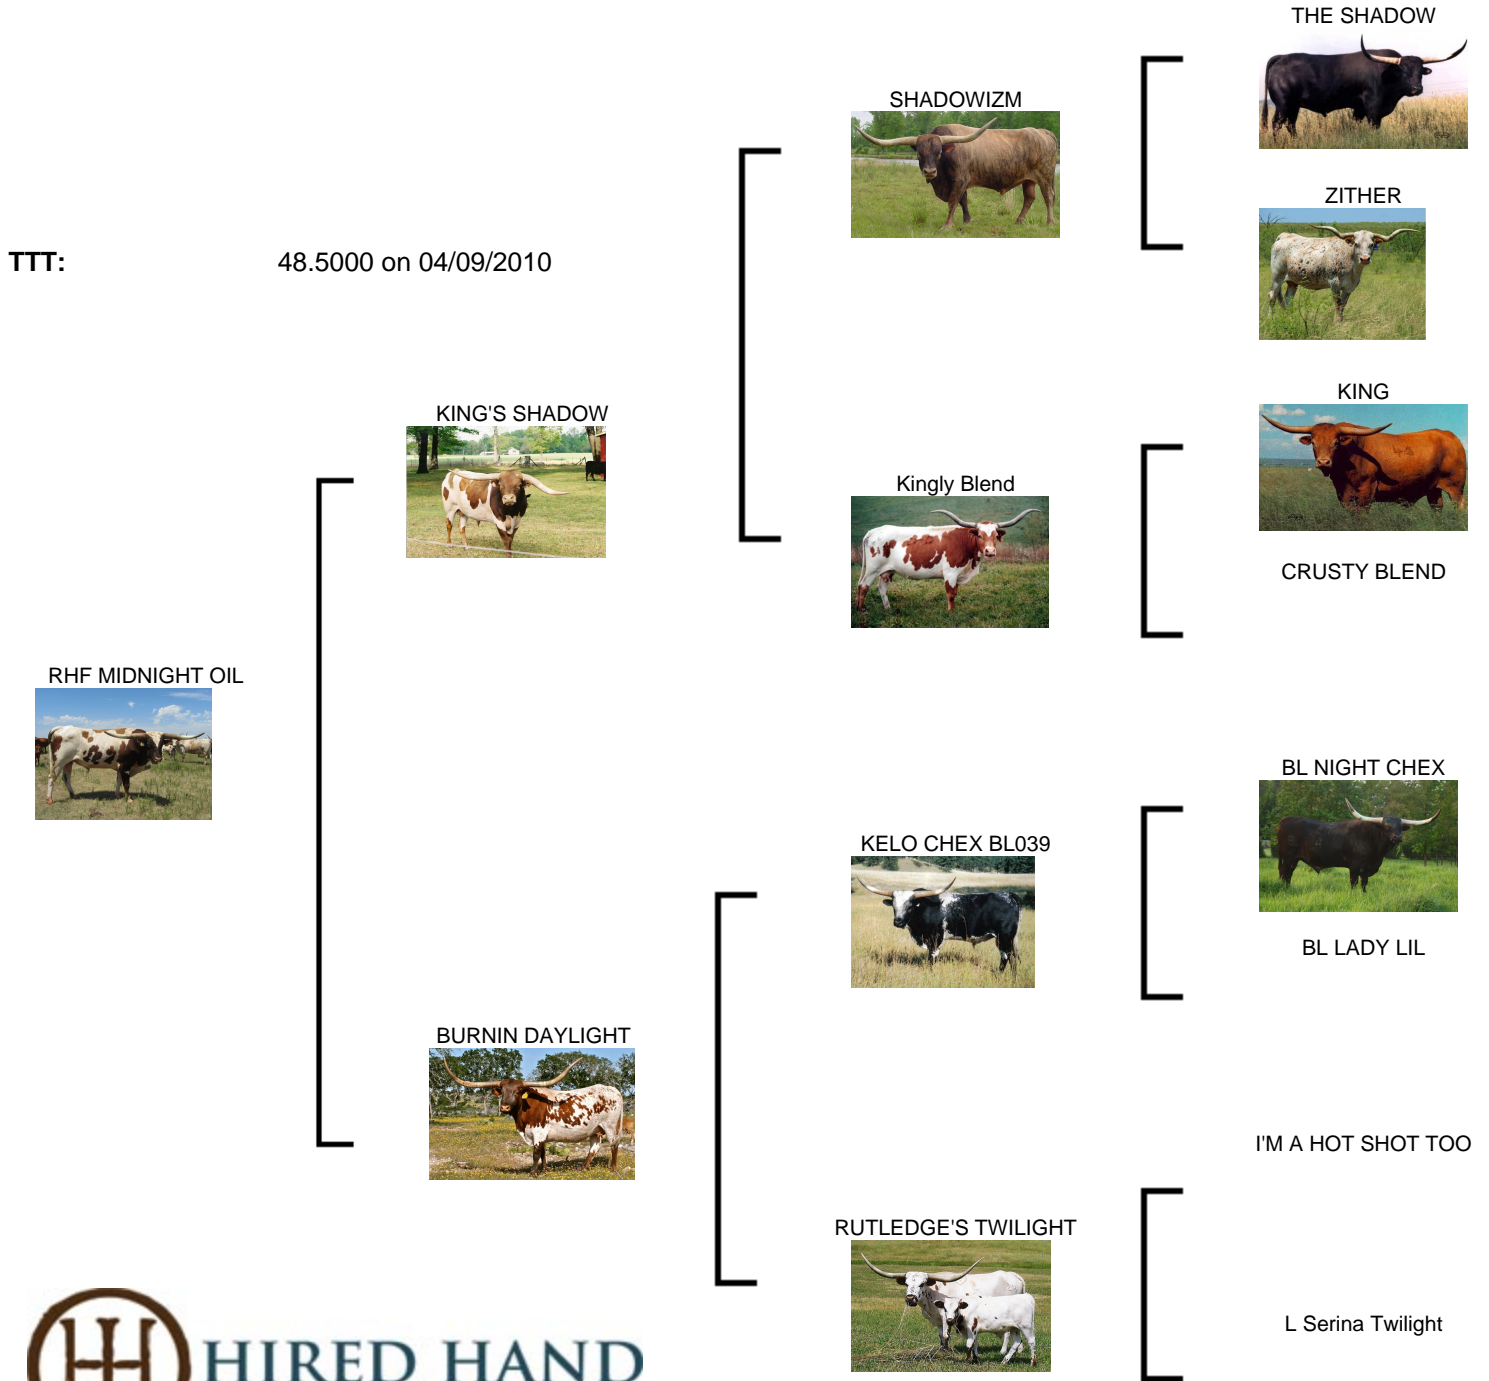 THE SHADOW
SHADOWIZM
ZITHER
TTT: 48.5000 on 04/09/2010
KING
KING'S SHADOW
Kingly Blend
CRUSTY BLEND
RHF MIDNIGHT OIL
BL NIGHT CHEX
KELO CHEX BL039
BL LADY LIL
BURNIN DAYLIGHT
I'M A HOT SHOT TOO
RUTLEDGE'S TWILIGHT
L Serina Twilight
HIRED HAND